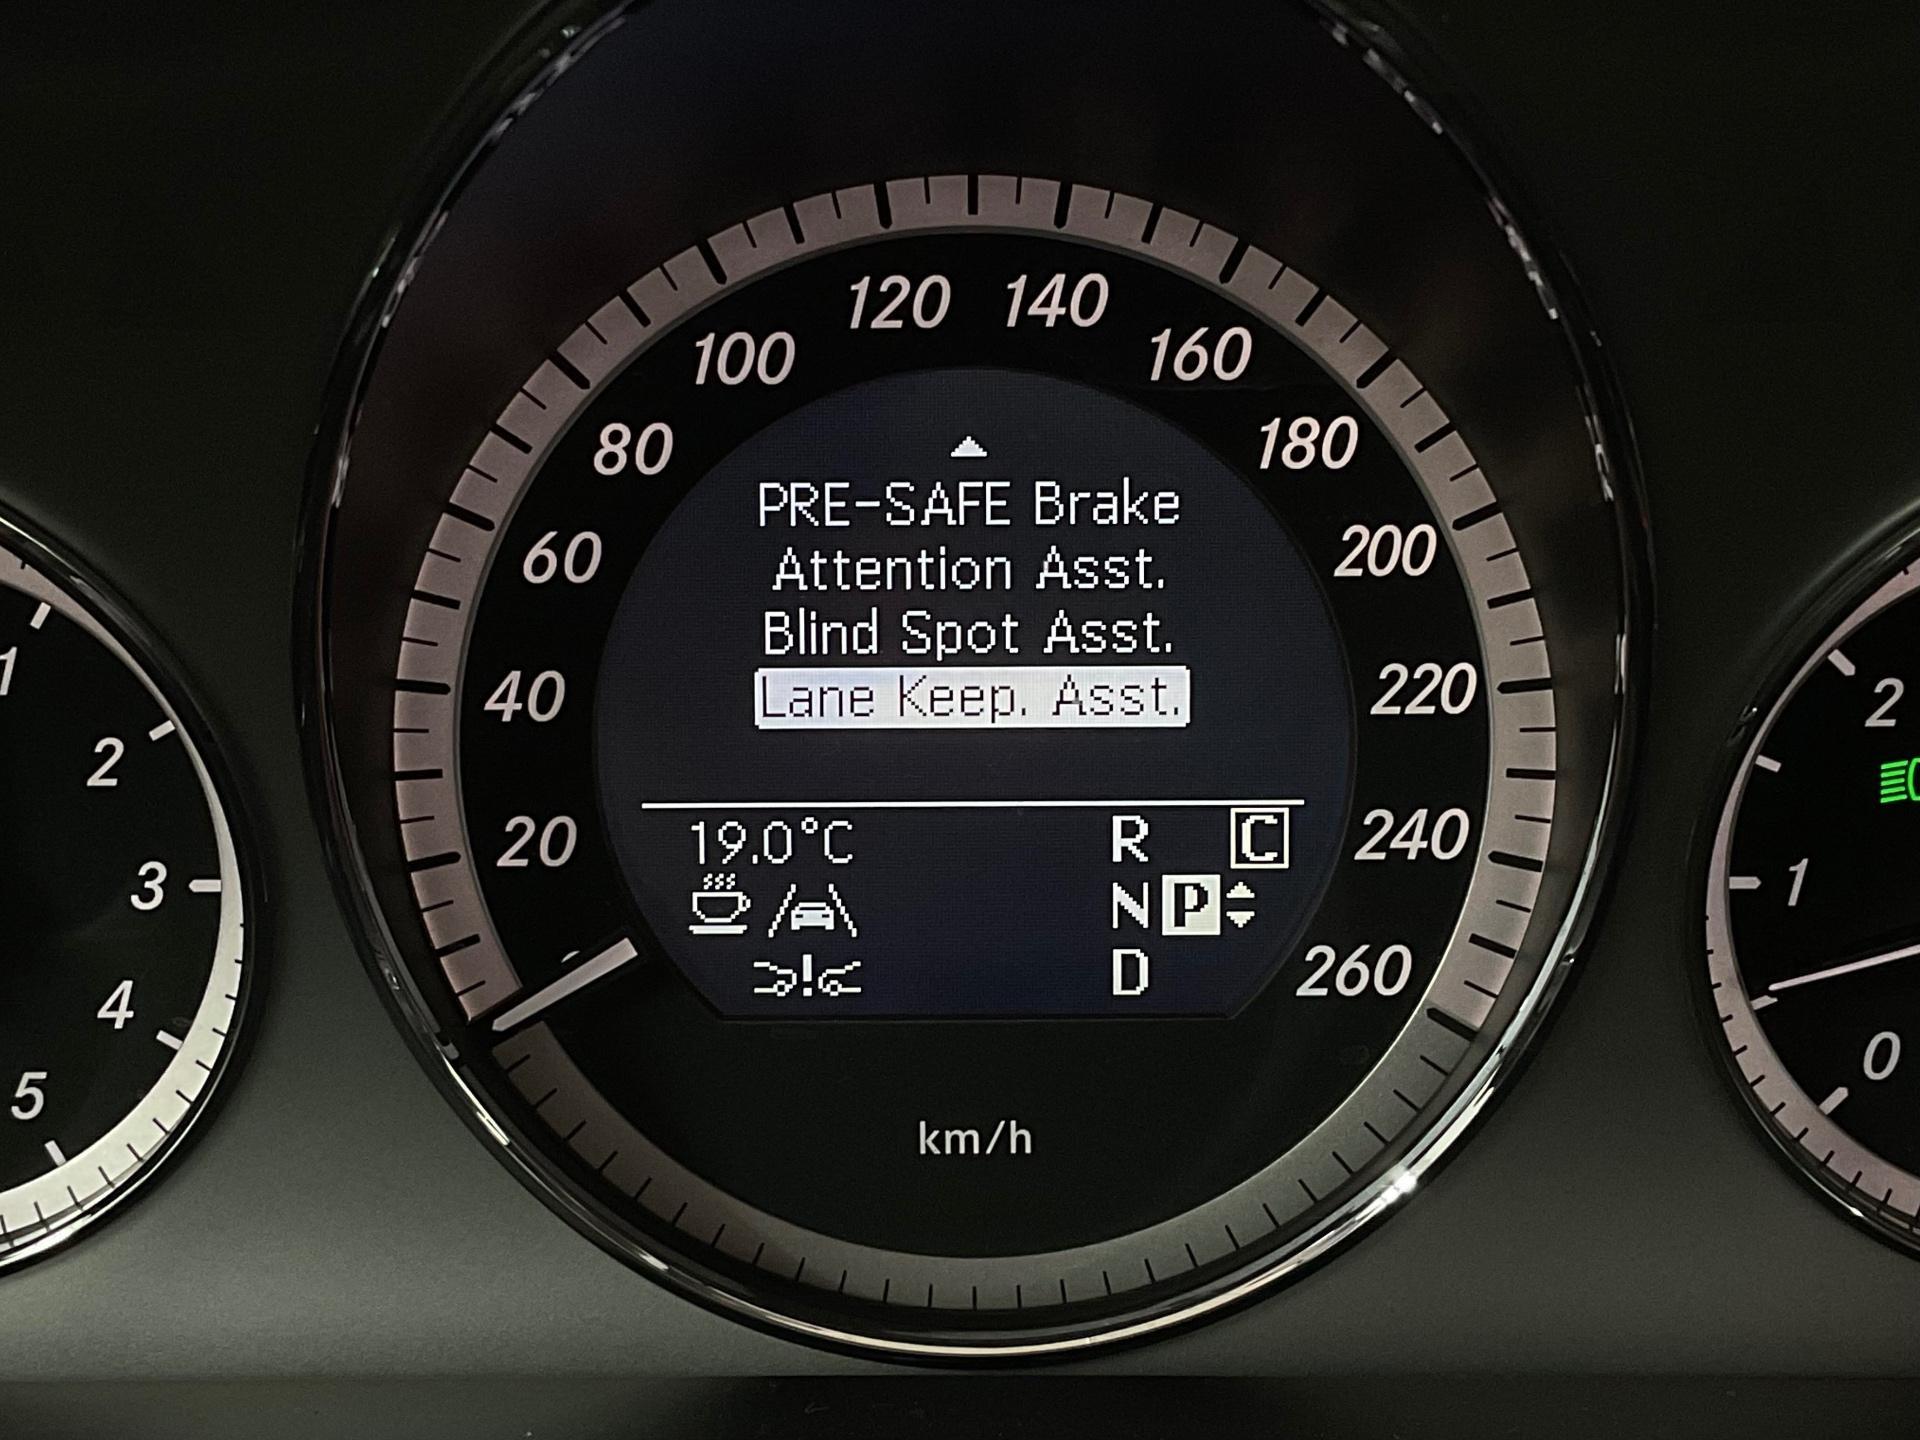 120 140
100 160
80 180
60 200
40 220
20 240
260
PRE-SAFE Brake
Attention Asst.
Blind Spot Asst.
Lane Keep. Asst.
19.0°C
R C
N P
D
km/h
1
2
3
4
5
2
1
0